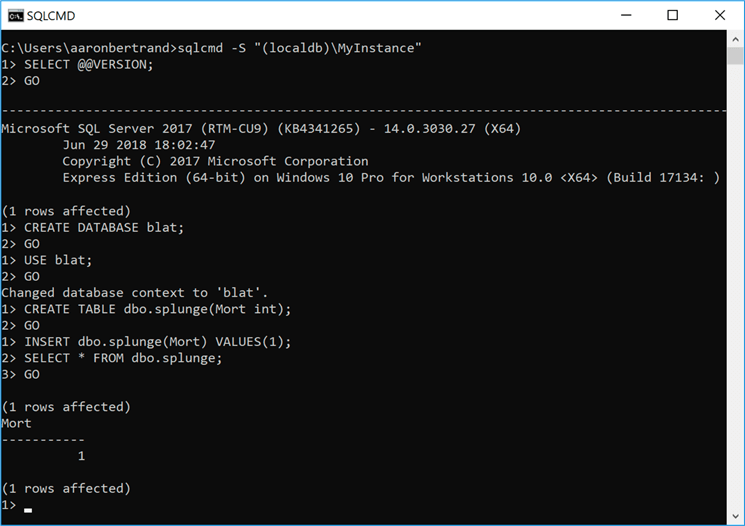 SQLCMD
C:\Users\aaronbertrand>sqlcmd -S "(localdb)\MyInstance"
1> SELECT @@VERSION;
2> GO

--------------------------------------------------------------------------------------------
Microsoft SQL Server 2017 (RTM-CU9) (KB4341265) - 14.0.3030.27 (X64)
        Jun 29 2018 18:02:47
        Copyright (C) 2017 Microsoft Corporation
        Express Edition (64-bit) on Windows 10 Pro for Workstations 10.0 <X64> (Build 17134: )

(1 rows affected)
1> CREATE DATABASE blat;
2> GO
1> USE blat;
2> GO
Changed database context to 'blat'.
1> CREATE TABLE dbo.splunge(Mort int);
2> GO
1> INSERT dbo.splunge(Mort) VALUES(1);
2> SELECT * FROM dbo.splunge;
3> GO

(1 rows affected)
Mort
-----------
          1

(1 rows affected)
1>